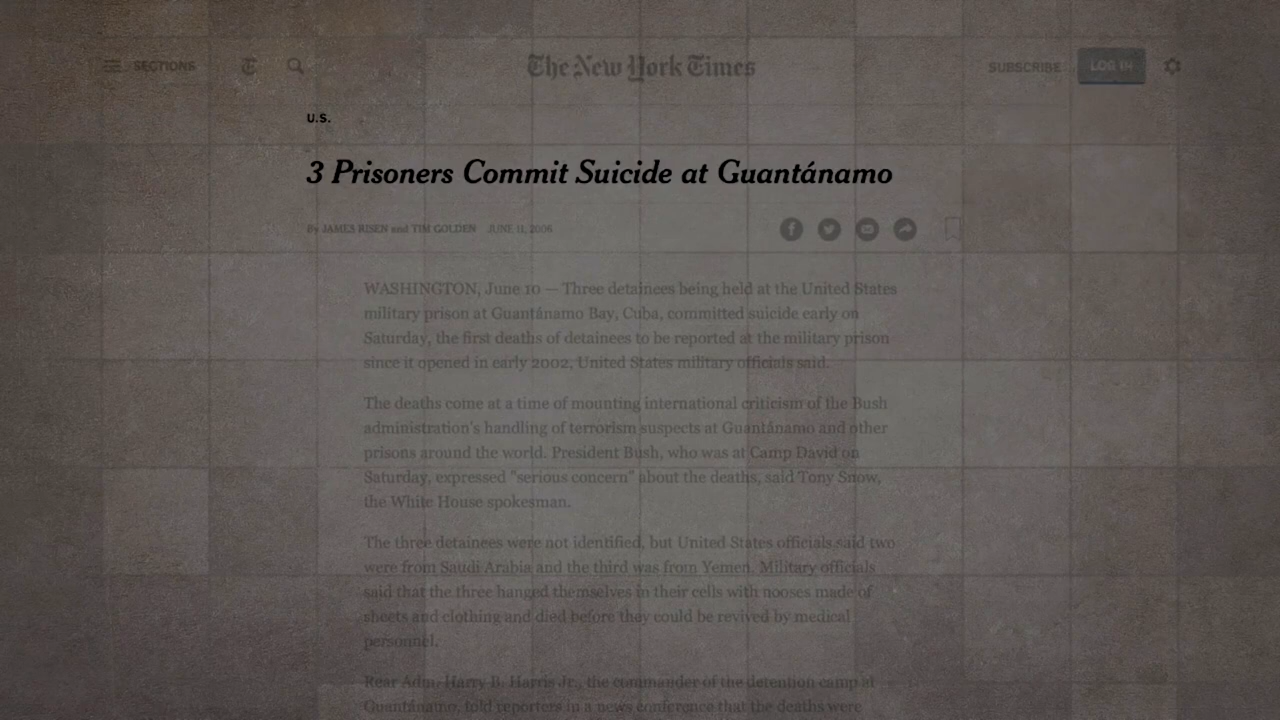 SECTIONS
The New York Times
SUBSCRIBE
LOG IN
U.S.
3 Prisoners Commit Suicide at Guantánamo
By JAMES RISEN and TIM GOLDEN JUNE 11, 2006
WASHINGTON, June 10 — Three detainees being held at the United States
military prison at Guantánamo Bay, Cuba, committed suicide early on
Saturday, the first deaths of detainees to be reported at the military prison
since it opened in early 2002, United States military officials said.
The deaths come at a time of mounting international criticism of the Bush
administration's handling of terrorism suspects at Guantánamo and other
prisons around the world. President Bush, who was at Camp David on
Saturday, expressed "serious concern" about the deaths, said Tony Snow,
the White House spokesman.
The three detainees were not identified, but United States officials said two
were from Saudi Arabia and the third was from Yemen. Military officials
said that the three hanged themselves in their cells with nooses made of
sheets and clothing and died before they could be revived by medical
personnel.
Rear Adm. Harry B. Harris Jr., the commander of the detention camp at
Guantánamo, told reporters in a news conference that the deaths were